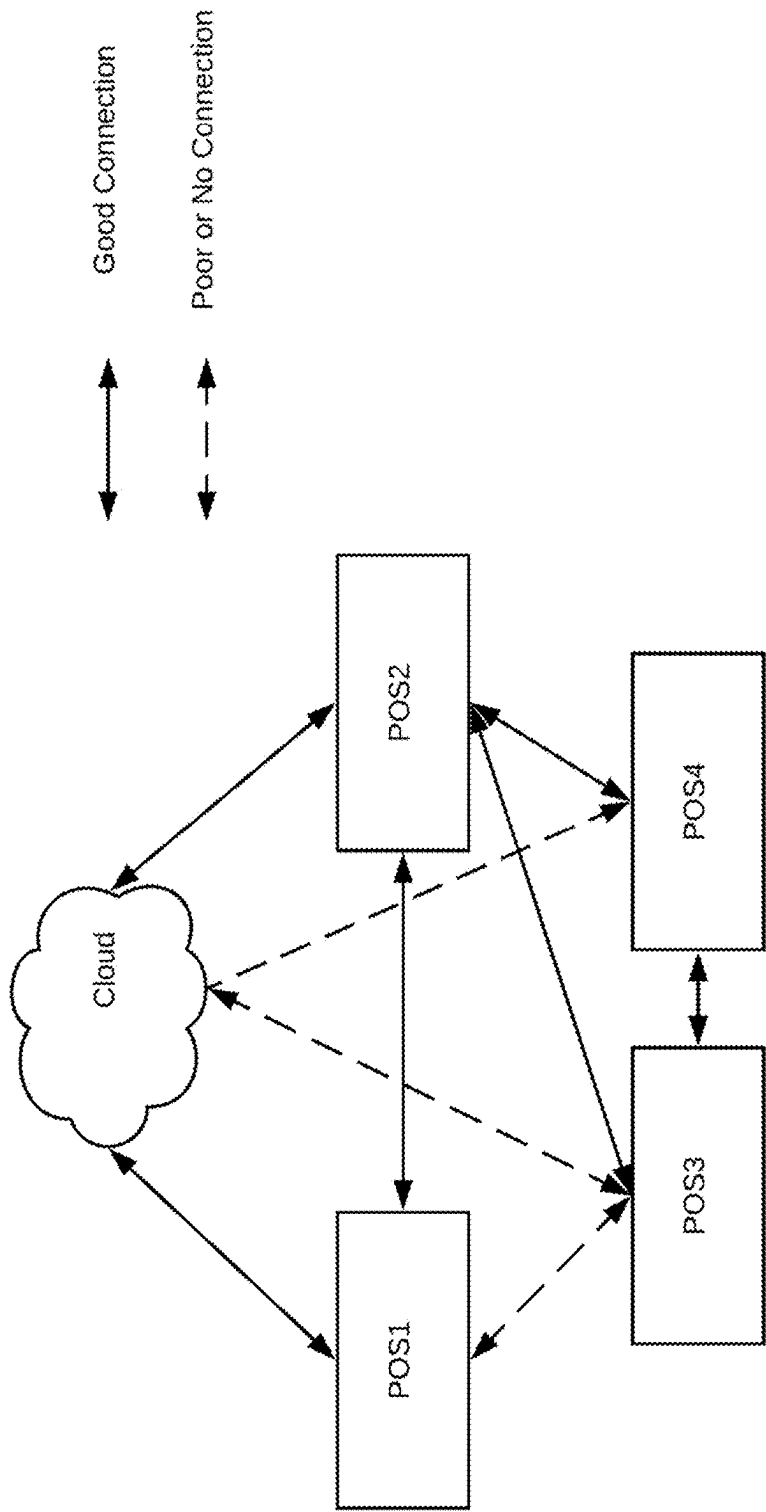 Good Connection
Poor or No Connection
Cloud
POS1
POS2
POS3
POS4